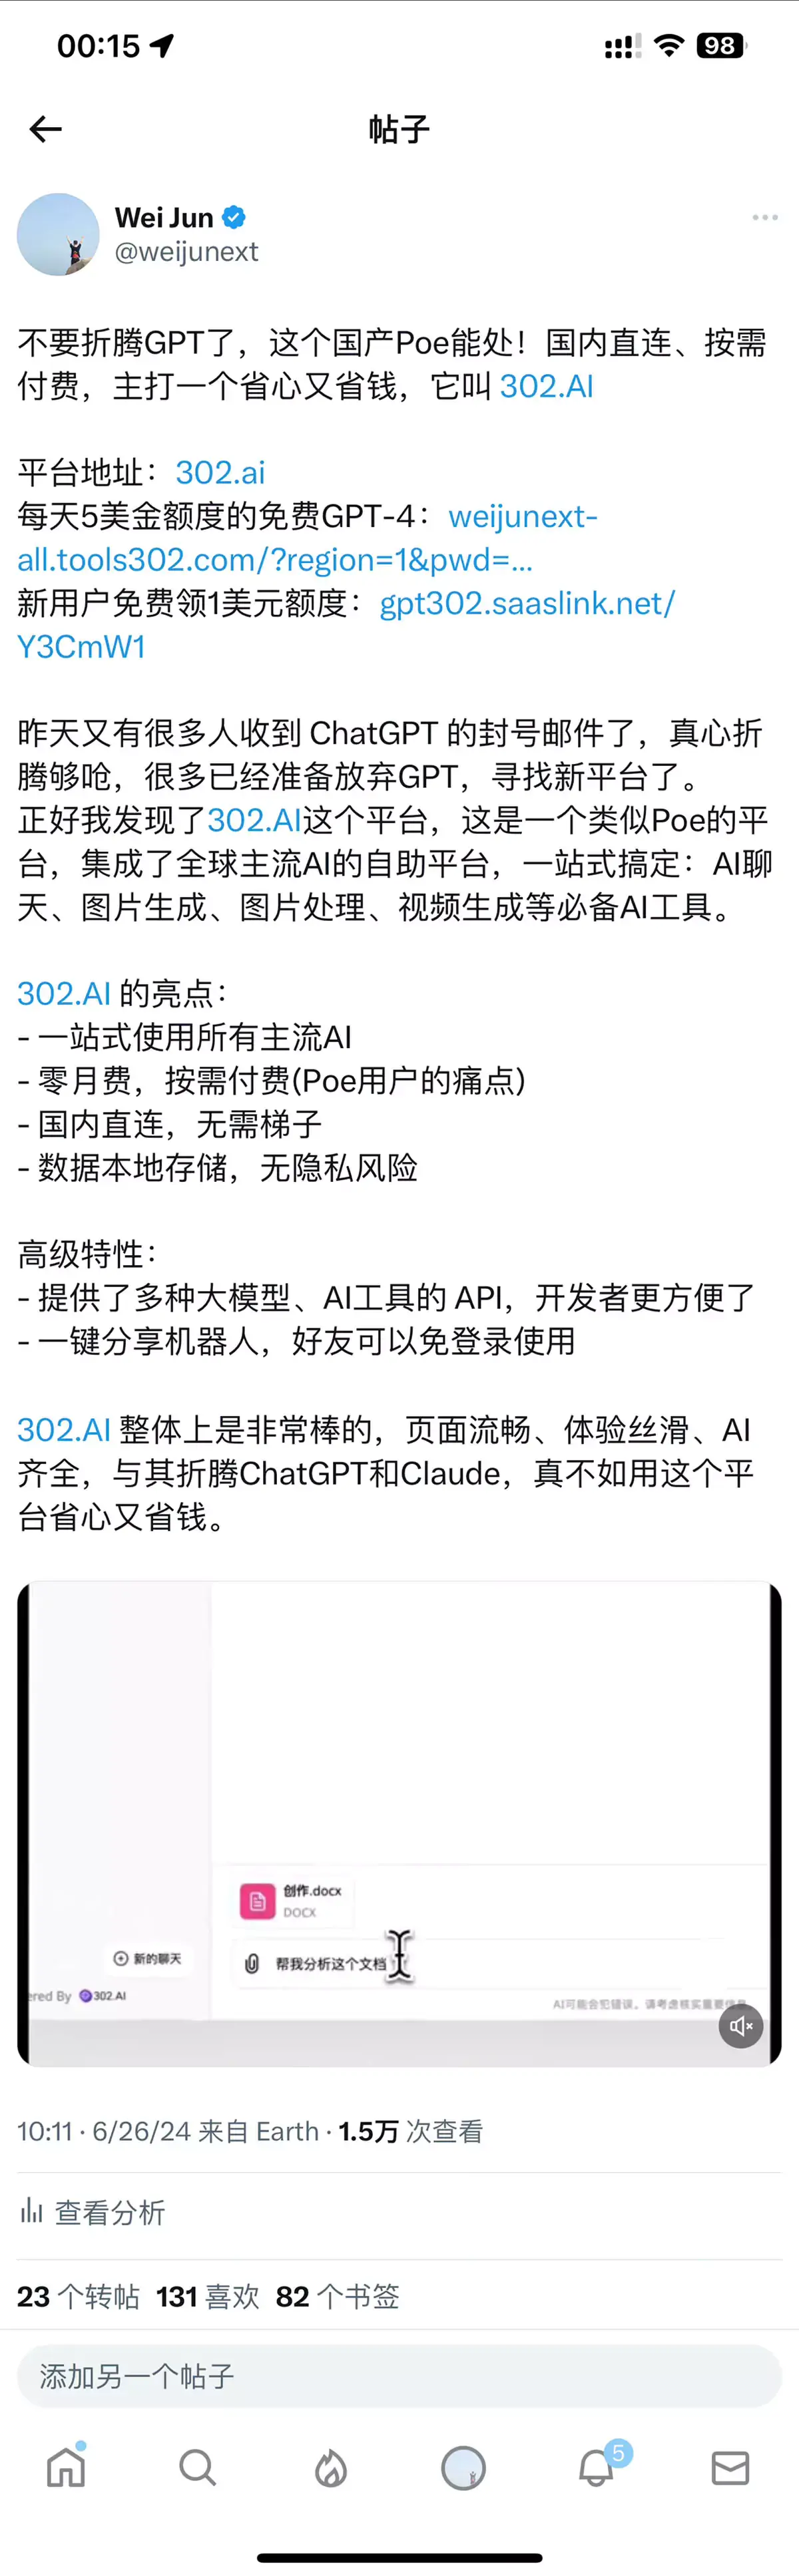 00:15
98
帖子
Wei Jun
@weijunext
不要折腾GPT了，这个国产Poe能处！国内直连、按需
付费，主打一个省心又省钱，它叫 302.AI
平台地址：302.ai
每天5美金额度的免费GPT-4：weijunext-
all.tools302.com/?region=1&pwd=...
新用户免费领1美元额度：gpt302.saaslink.net/
Y3CmW1
昨天又有很多人收到 ChatGPT 的封号邮件了，真心折
腾够呛，很多已经准备放弃GPT，寻找新平台了。
正好我发现了302.AI这个平台，这是一个类似Poe的平
台，集成了全球主流AI的自助平台，一站式搞定：AI聊
天、图片生成、图片处理、视频生成等必备AI工具。
302.AI 的亮点：
- 一站式使用所有主流AI
- 零月费，按需付费(Poe用户的痛点)
- 国内直连，无需梯子
- 数据本地存储，无隐私风险
高级特性：
- 提供了多种大模型、AI工具的 API，开发者更方便了
- 一键分享机器人，好友可以免登录使用
302.AI 整体上是非常棒的，页面流畅、体验丝滑、AI
齐全，与其折腾ChatGPT和Claude，真不如用这个平
台省心又省钱。
创作.docx
DOCX
新的聊天
帮我分析这个文档
ered By 302.AI
AI可能会犯错误。请考虑核实重要信息
10:11 · 6/26/24 来自 Earth · 1.5万 次查看
查看分析
23 个转帖 131 喜欢 82 个书签
添加另一个帖子
5